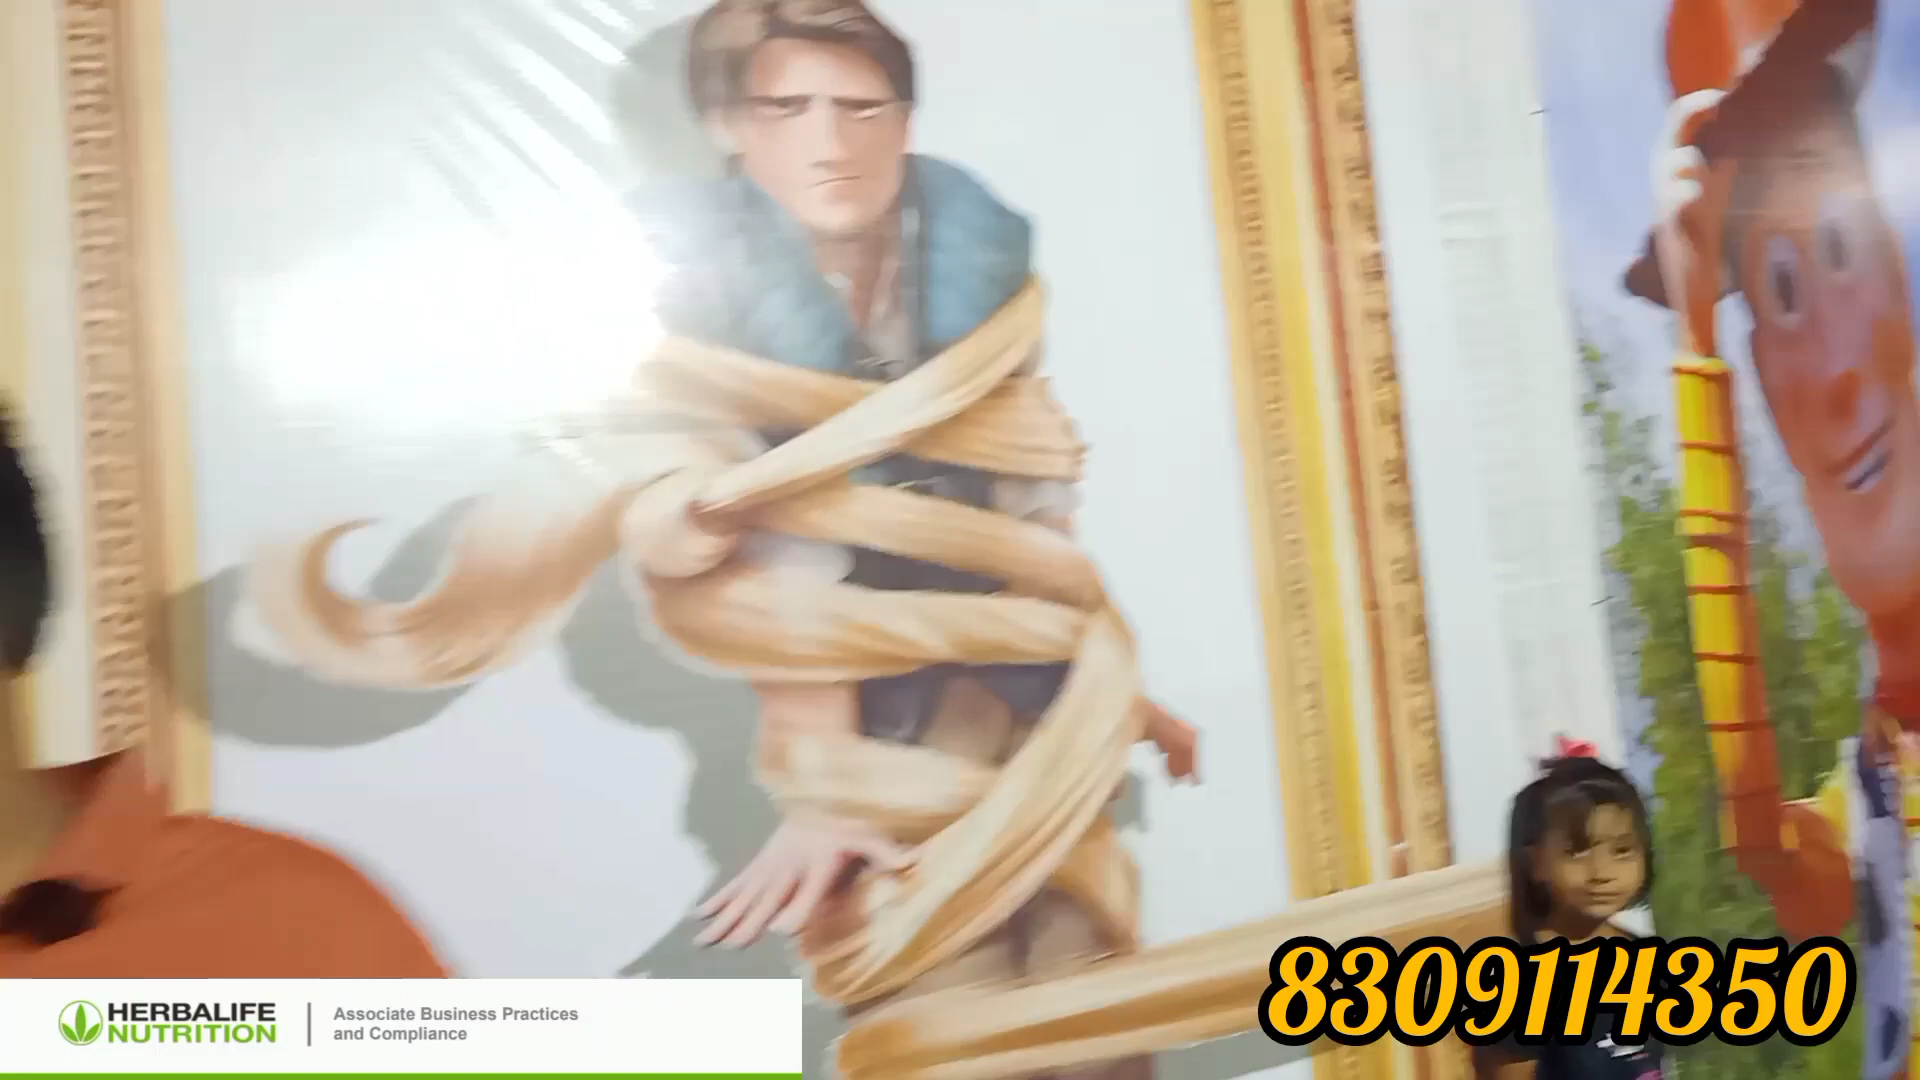 HERBALIFE
NUTRITION
Associate Business Practices
and Compliance
8309114350